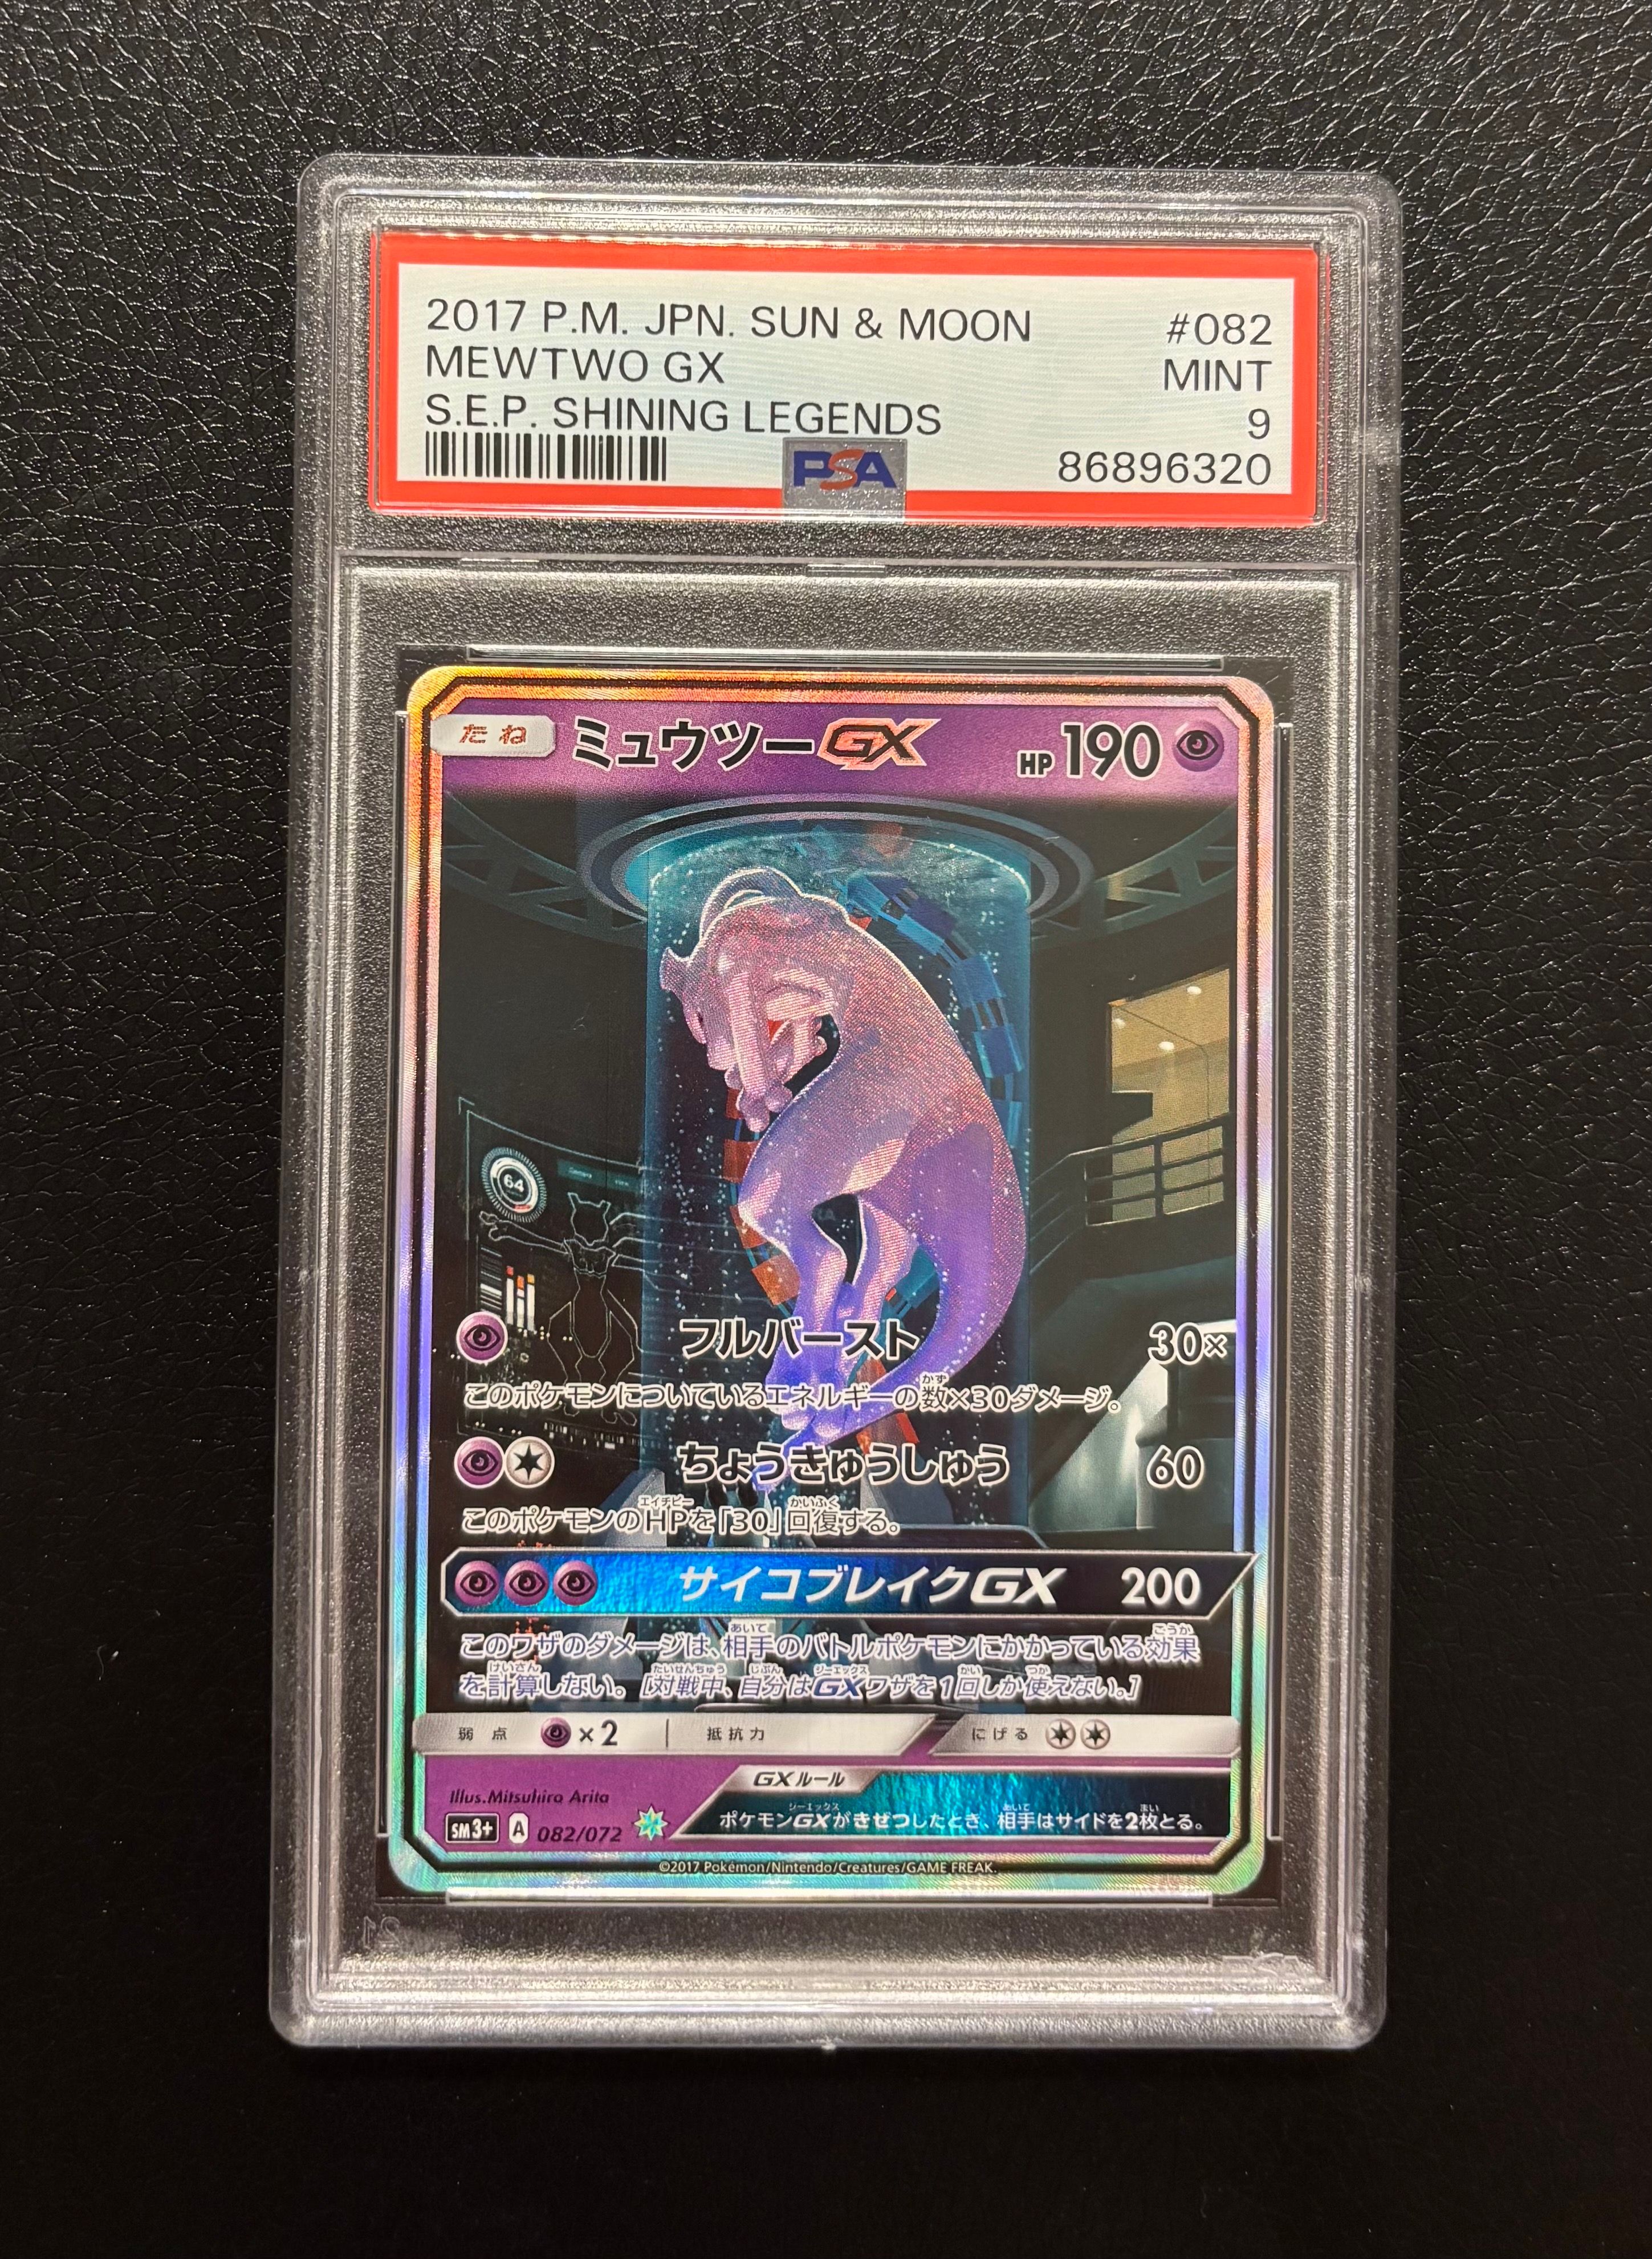 2017 P.M. JPN. SUN & MOON #082
MEWTWO GX MINT
S.E.P. SHINING LEGENDS 9
PSA 86896320
たね ミュウツーGX HP 190
64
フルバースト 30×
このポケモンについているエネルギーの数×30ダメージ。
ちょうきゅうしゅう 60
このポケモンのHPを「30」回復する。
サイコブレイクGX 200
このワザのダメージは、相手のバトルポケモンにかかっている効果
を計算しない。[対戦中、自分はGXワザを1回しか使えない。]
弱点 ×2 抵抗力 にげる
GXルール
ポケモンGXがきぜつしたとき、相手はサイドを2枚とる。
Illus.Mitsuhiro Arita
SM3+ A 082/072
©2017 Pokémon/Nintendo/Creatures/GAME FREAK.